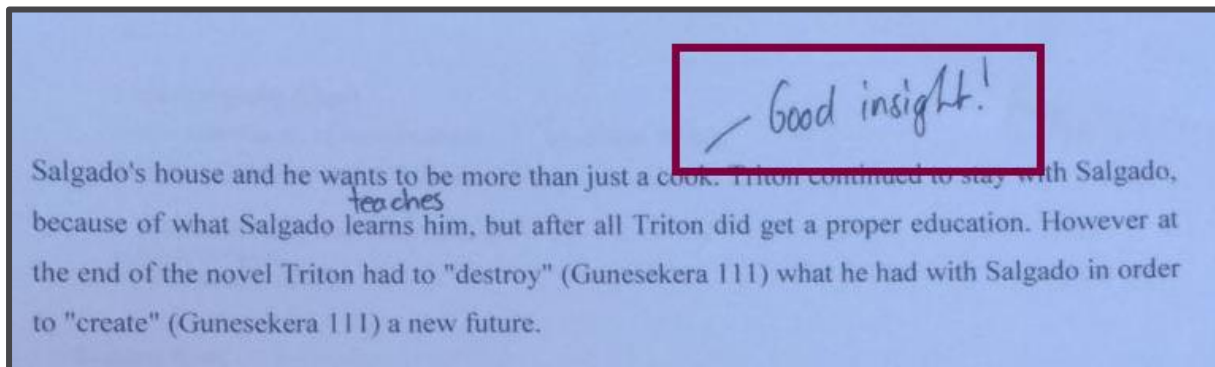 Good insight!
Salgado's house and he wants to be more than just a cook. Triton continued to stay with Salgado,
teaches
because of what Salgado learns him, but after all Triton did get a proper education. However at
the end of the novel Triton had to "destroy" (Gunesekera 111) what he had with Salgado in order
to "create" (Gunesekera 111) a new future.